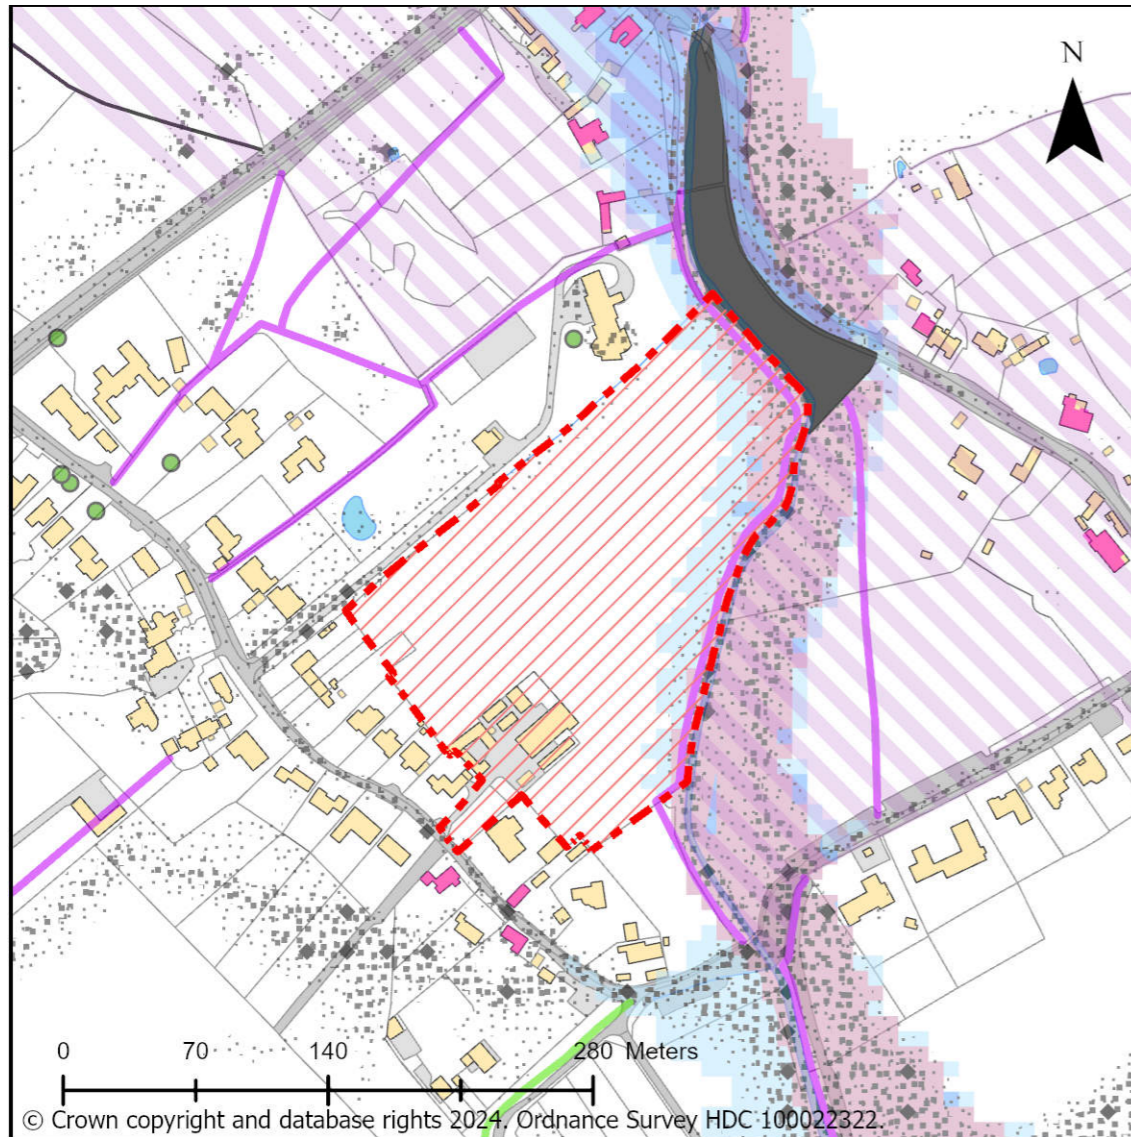 N
0 70 140 280 Meters
© Crown copyright and database rights 2024. Ordnance Survey HDC 100022322.